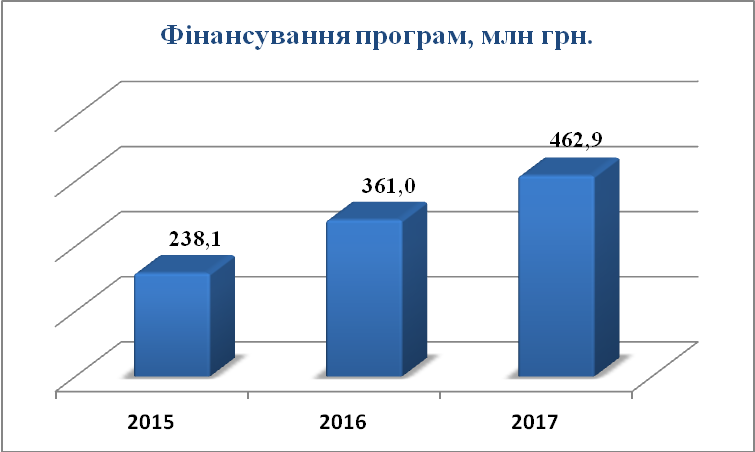 Фінансування програм, млн грн.
462,9
361,0
238,1
2015 2016 2017